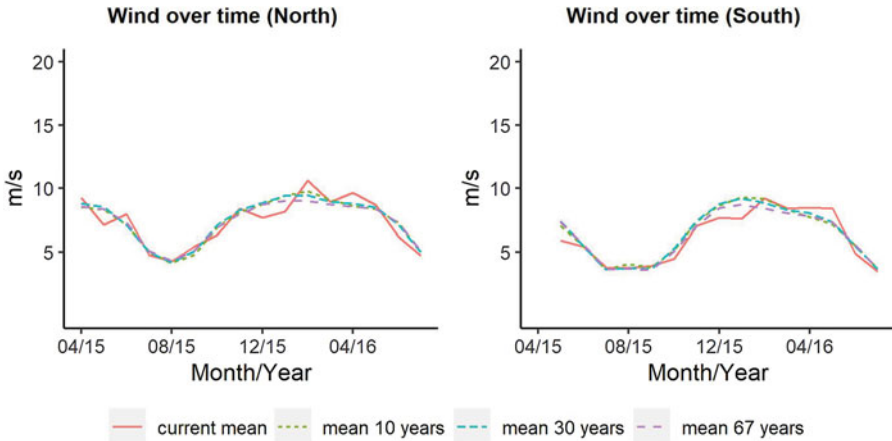 Wind over time (North)
20
15
10
5
m/s
04/15 08/15 12/15 04/16
Month/Year
Wind over time (South)
20
15
10
5
m/s
04/15 08/15 12/15 04/16
Month/Year
current mean mean 10 years mean 30 years mean 67 years